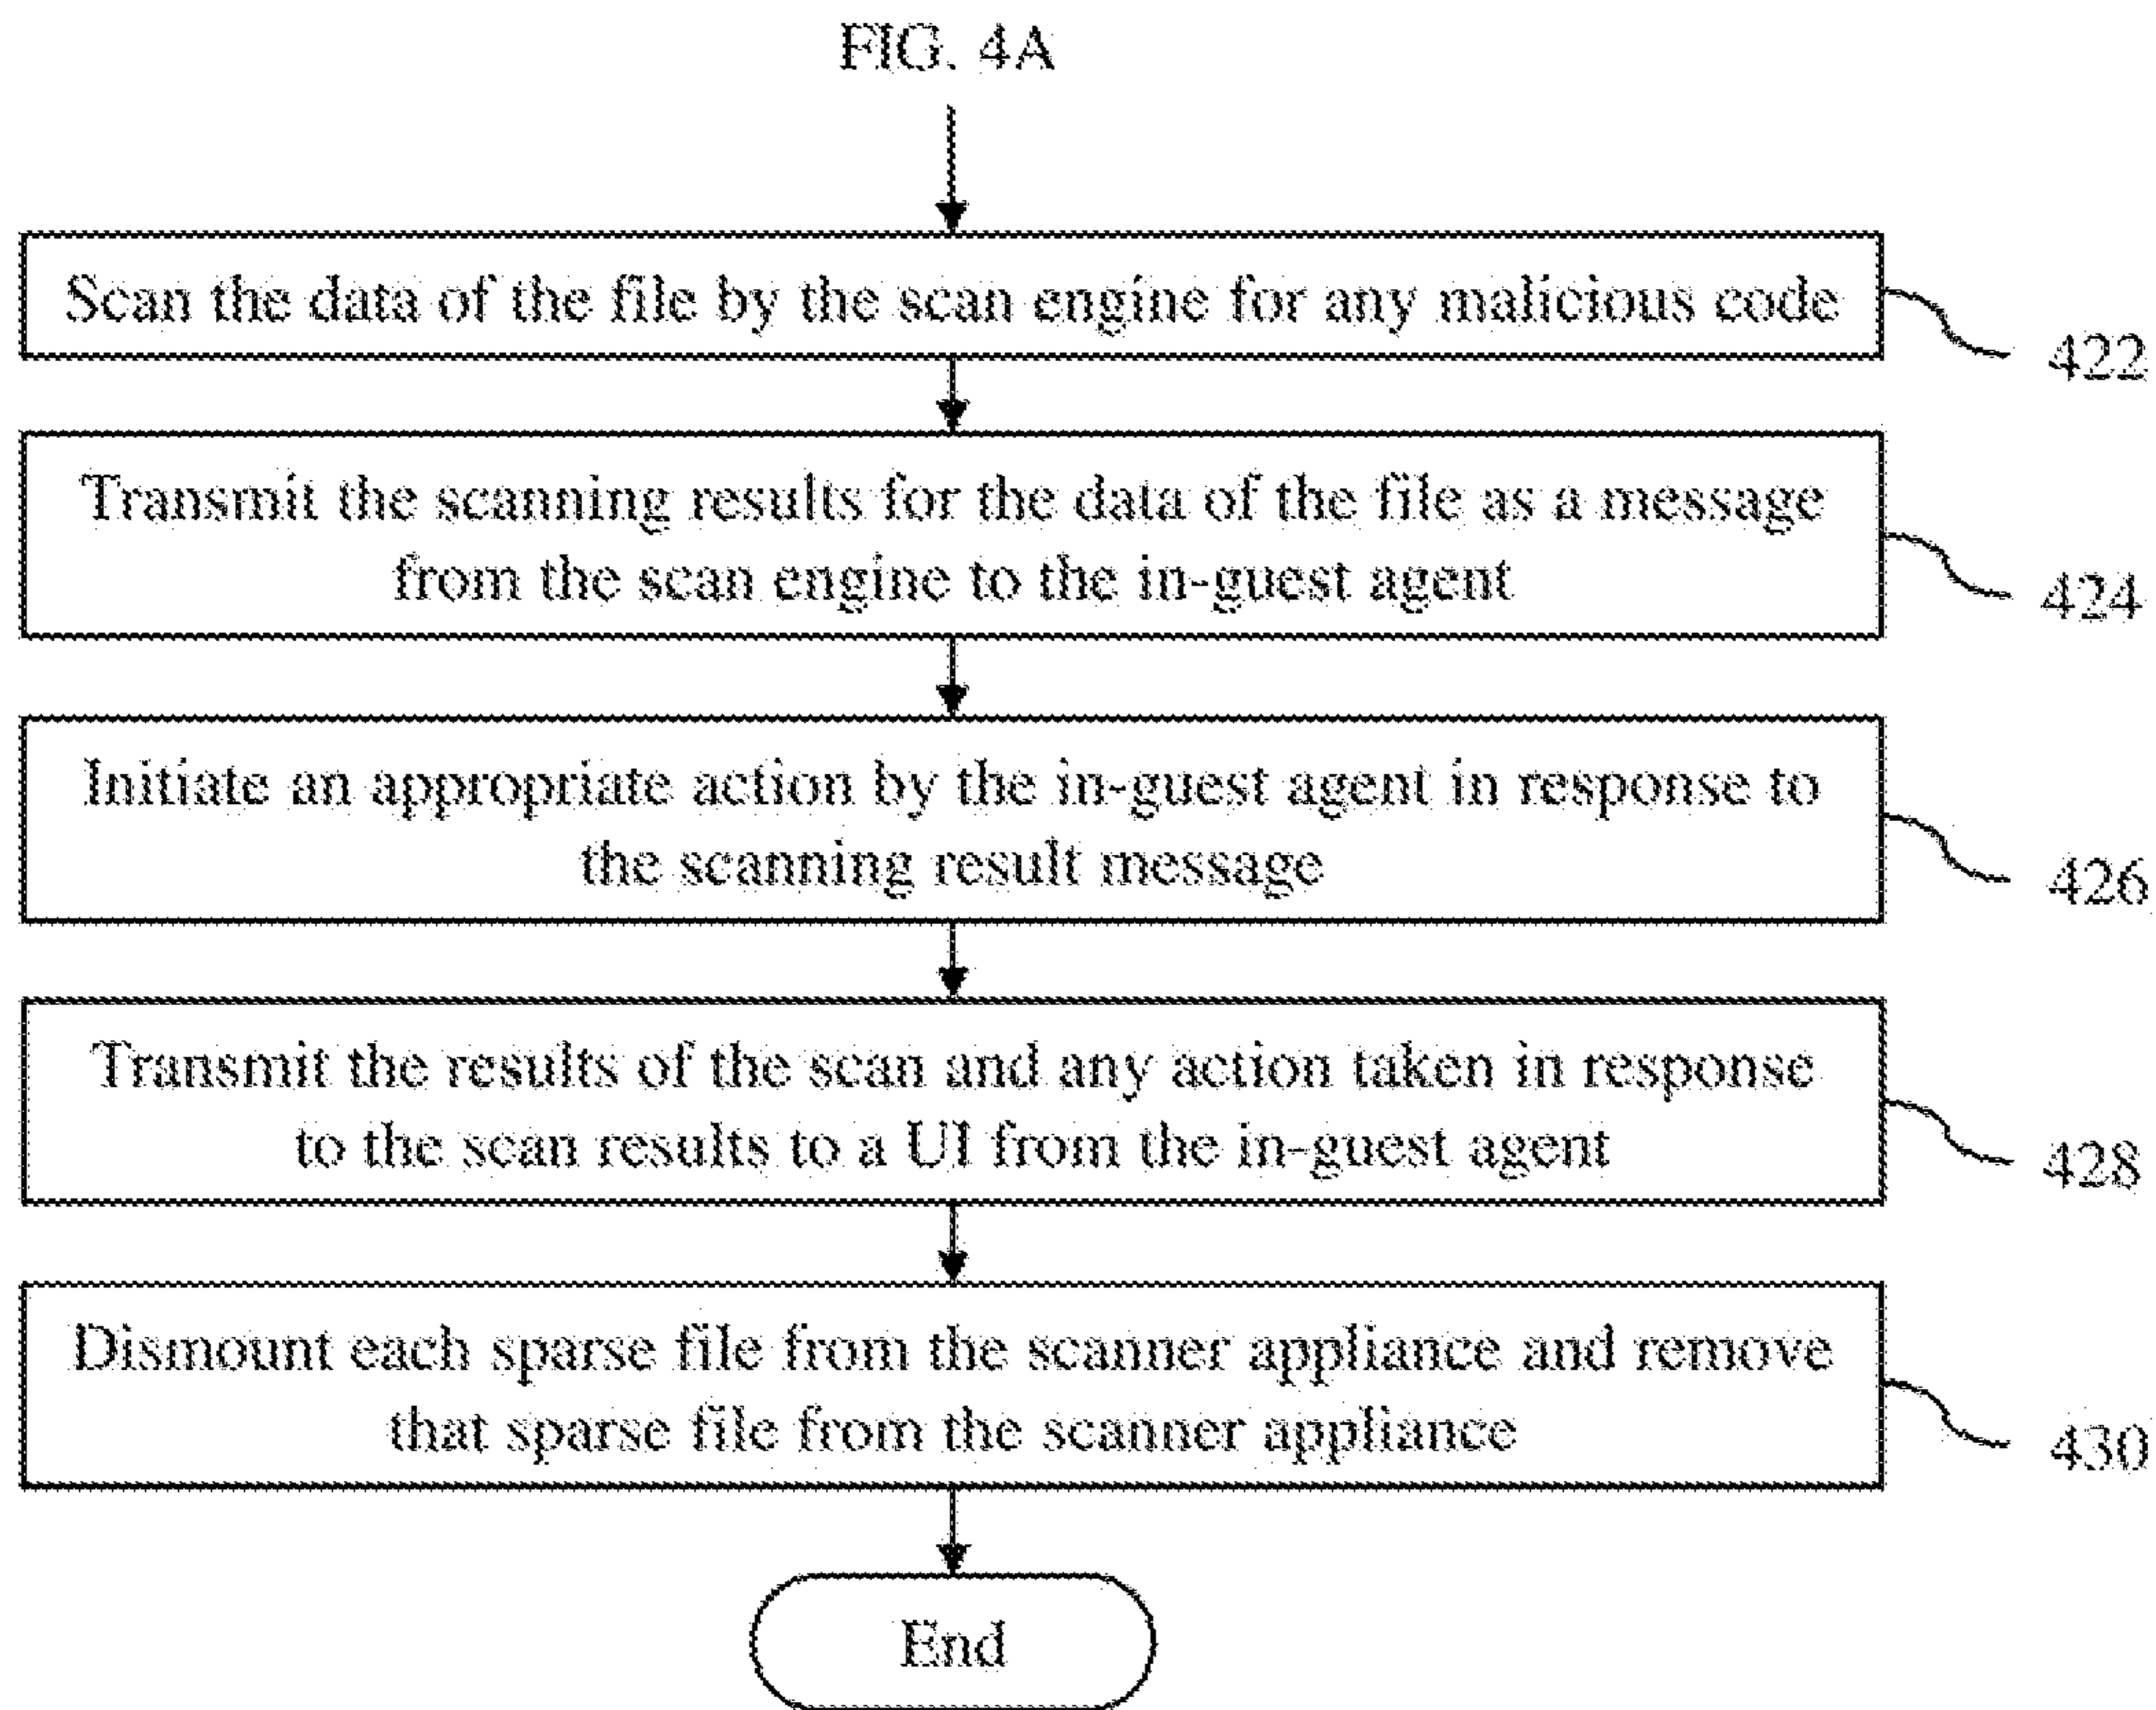 FIG. 4A
Scan the data of the file by the scan engine for any malicious code
422
Transmit the scanning results for the data of the file as a message
from the scan engine to the in-guest agent
424
Initiate an appropriate action by the in-guest agent in response to
the scanning result message
426
Transmit the results of the scan and any action taken in response
to the scan results to a UI from the in-guest agent
428
Dismount each sparse file from the scanner appliance and remove
that sparse file from the scanner appliance
430
End